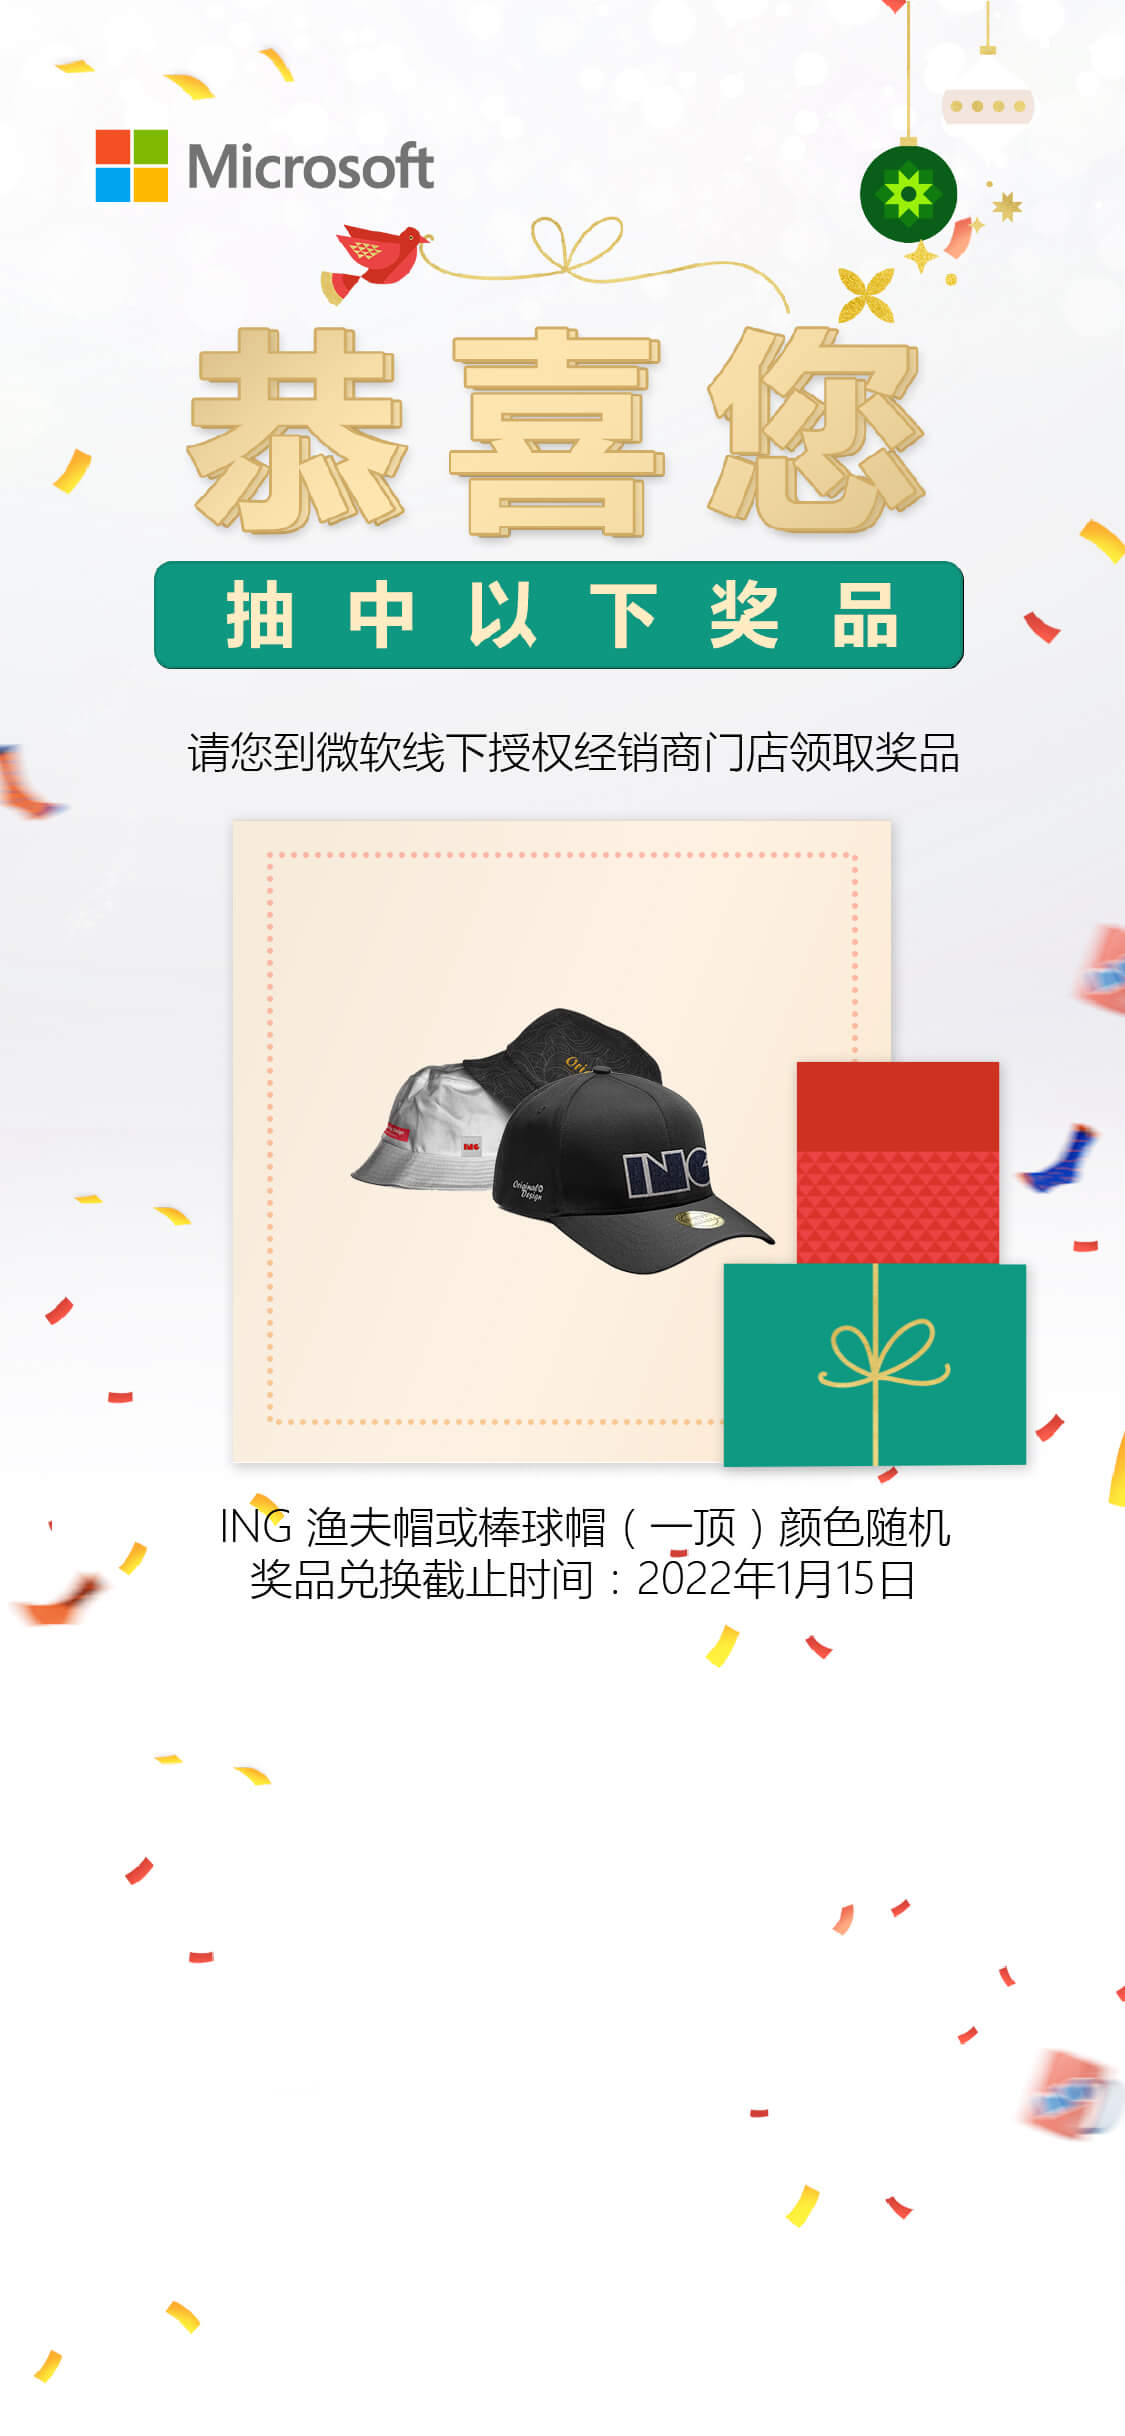 Microsoft
恭喜您
抽中以下奖品
请您到微软线下授权经销商门店领取奖品
Original
Design
ING
ING
ING 渔夫帽或棒球帽（一顶）颜色随机
奖品兑换截止时间：2022年1月15日